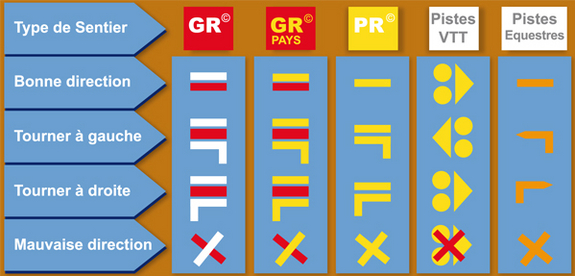 Type de Sentier
GR©
GR©
PAYS
PR©
Pistes
VTT
Pistes
Equestres
Bonne direction
Tourner à gauche
Tourner à droite
Mauvaise direction